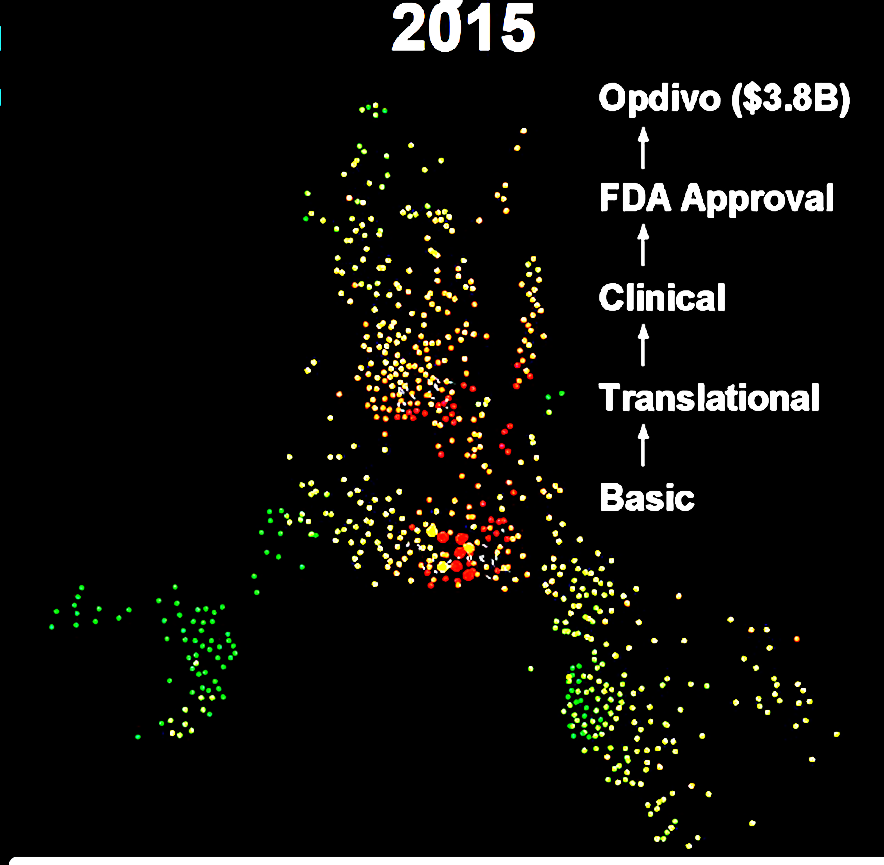 2015
Opdivo ($3.8B)
FDA Approval
Clinical
Translational
Basic